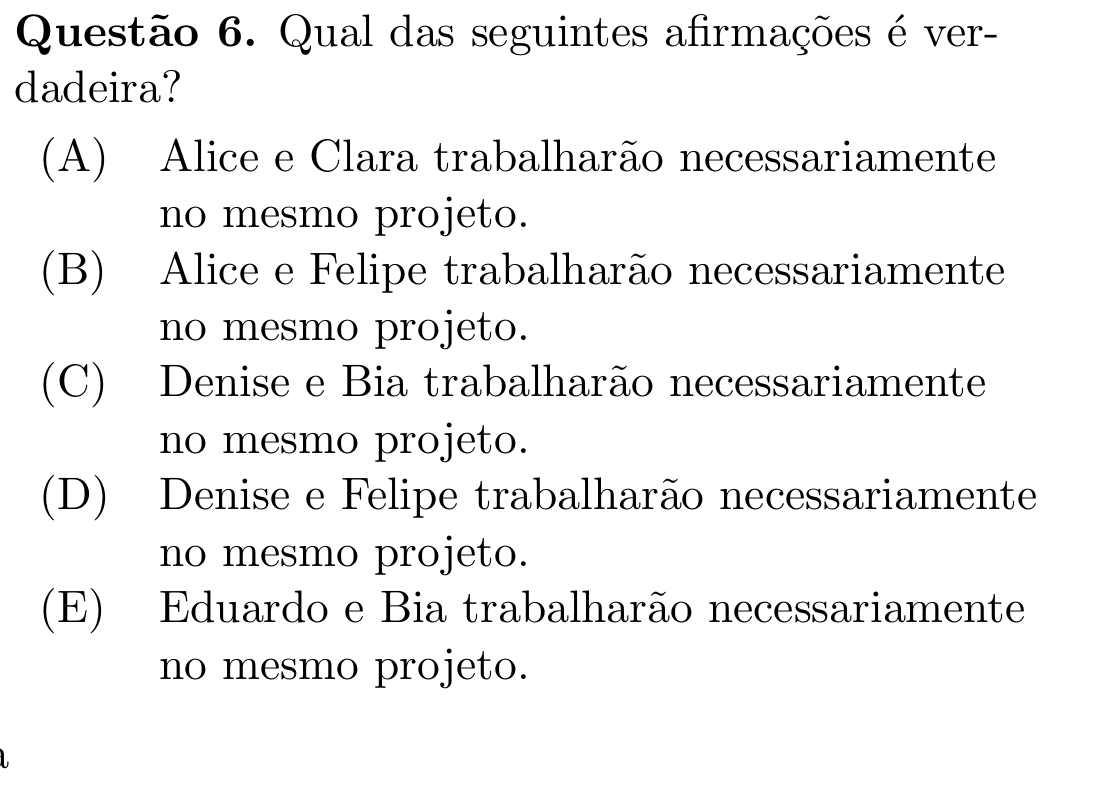 Questão 6. Qual das seguintes afirmações é ver-
dadeira?
(A) Alice e Clara trabalharão necessariamente
no mesmo projeto.
(B) Alice e Felipe trabalharão necessariamente
no mesmo projeto.
(C) Denise e Bia trabalharão necessariamente
no mesmo projeto.
(D) Denise e Felipe trabalharão necessariamente
no mesmo projeto.
(E) Eduardo e Bia trabalharão necessariamente
no mesmo projeto.